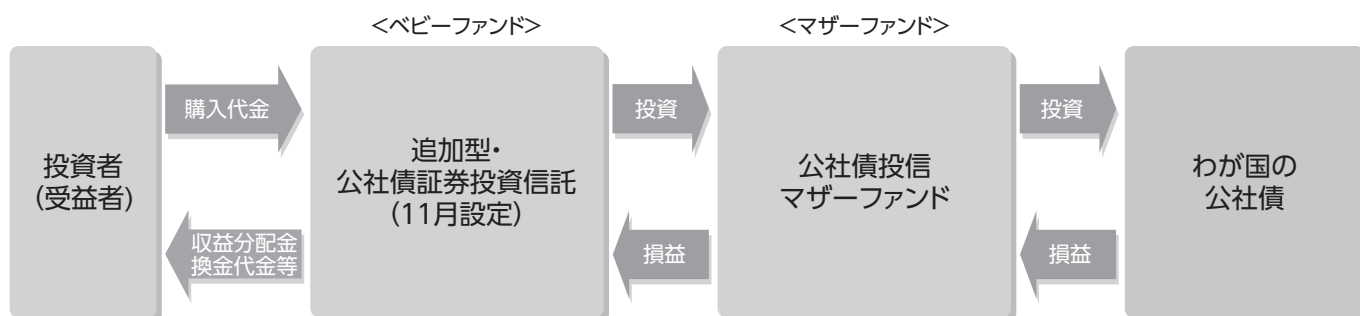 <ベビーファンド>
<マザーファンド>
投資者
(受益者)
購入代金
収益分配金
換金代金等
追加型・
公社債証券投資信託
(11月設定)
投資
損益
公社債投信
マザーファンド
投資
損益
わが国の
公社債